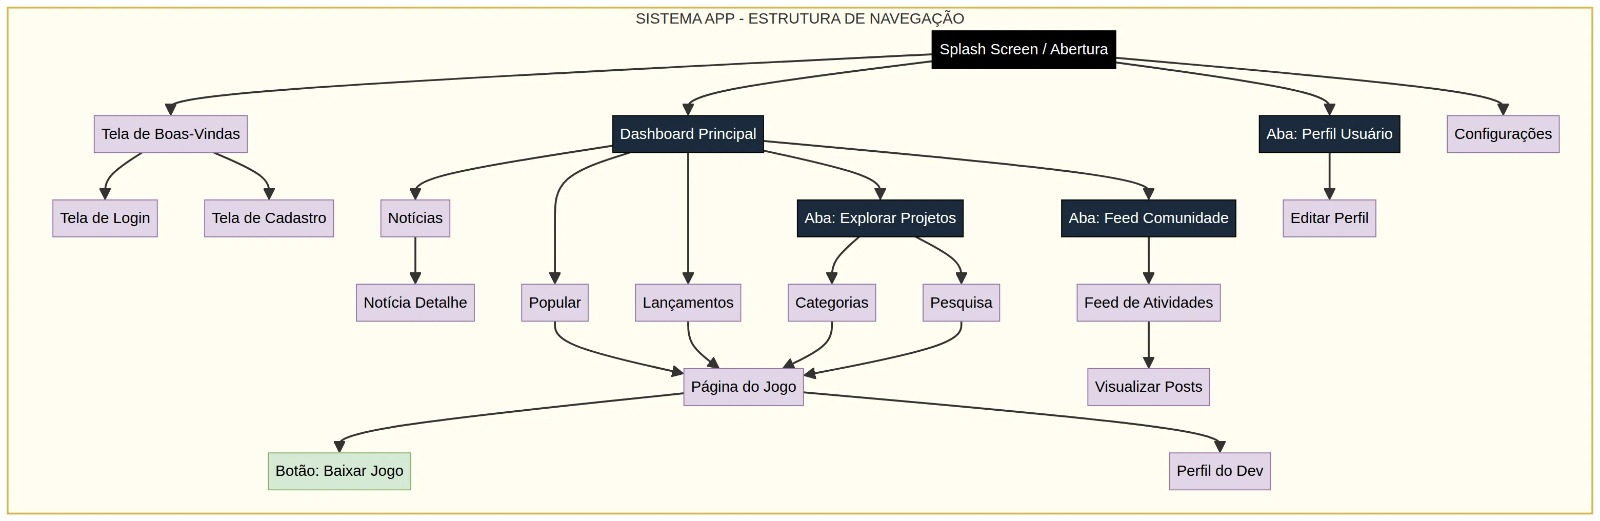 SISTEMA APP - ESTRUTURA DE NAVEGAÇÃO
Splash Screen / Abertura
Tela de Boas-Vindas
Dashboard Principal
Aba: Perfil Usuário
Configurações
Tela de Login
Tela de Cadastro
Notícias
Aba: Explorar Projetos
Aba: Feed Comunidade
Editar Perfil
Notícia Detalhe
Popular
Lançamentos
Categorias
Pesquisa
Feed de Atividades
Página do Jogo
Visualizar Posts
Botão: Baixar Jogo
Perfil do Dev